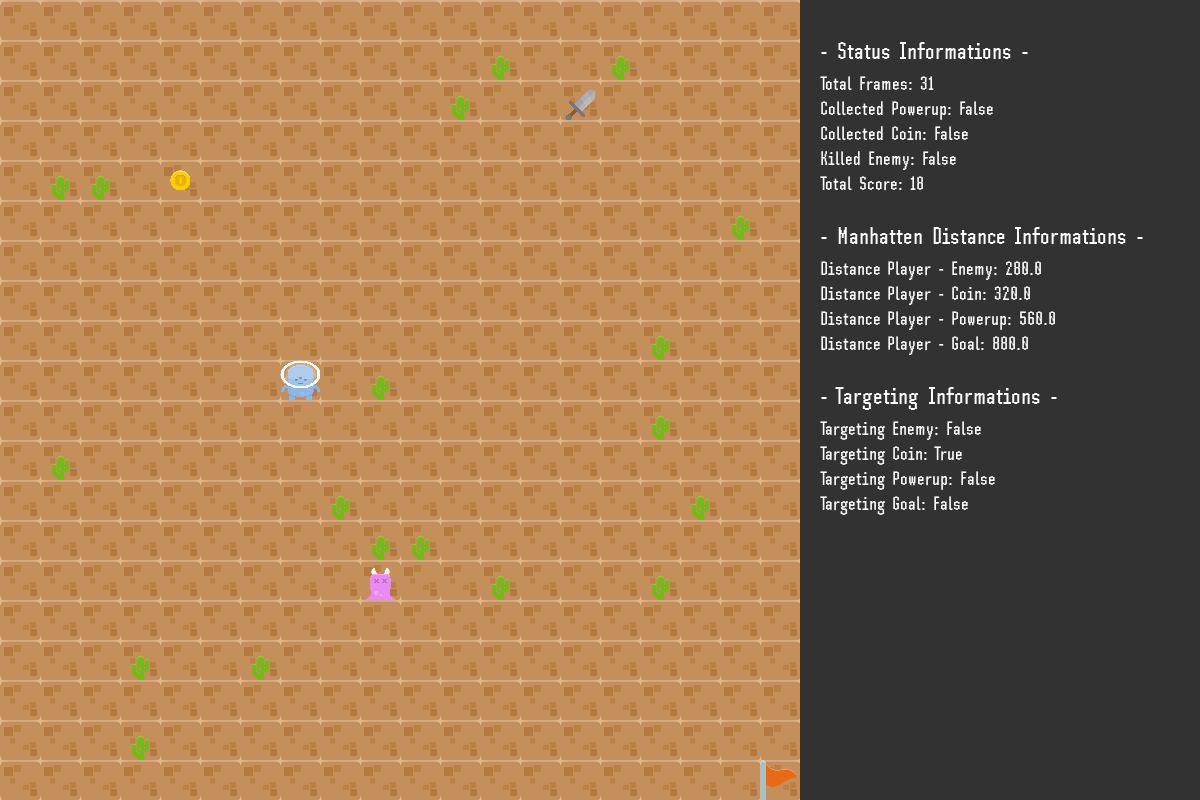 - Status Informations -
Total Frames: 31
Collected Powerup: False
Collected Coin: False
Killed Enemy: False
Total Score: 18
- Manhatten Distance Informations -
Distance Player - Enemy: 280.0
Distance Player - Coin: 320.0
Distance Player - Powerup: 560.0
Distance Player - Goal: 880.0
- Targeting Informations -
Targeting Enemy: False
Targeting Coin: True
Targeting Powerup: False
Targeting Goal: False